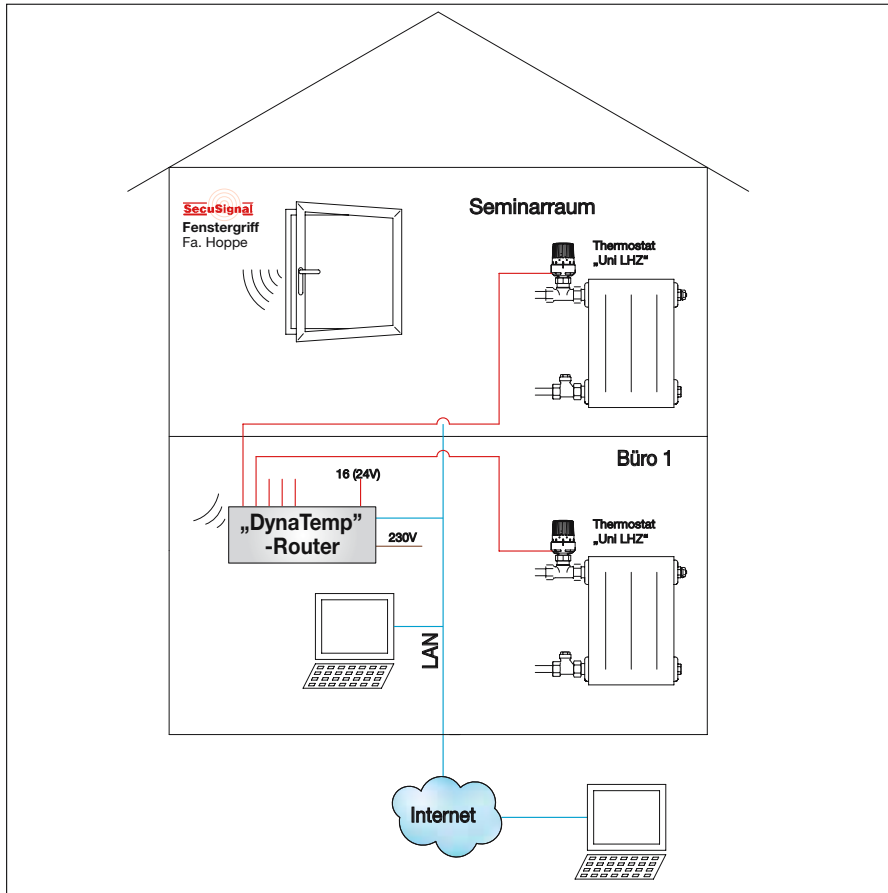 SecuSignal
Fenstergriff
Fa. Hoppe
Seminarraum
Thermostat
„Uni LHZ“
Büro 1
16 (24V)
„DynaTemp”
-Router
230V
Thermostat
„Uni LHZ“
LAN
Internet